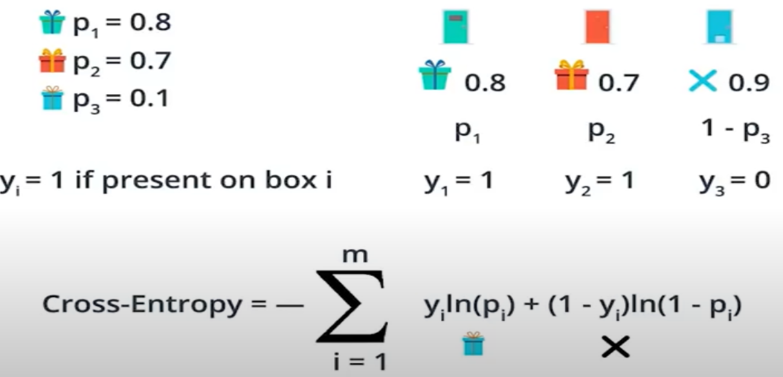 p₁ = 0.8
p₂ = 0.7
p₃ = 0.1
0.8 0.7 0.9
p₁ p₂ 1 - p₃
yᵢ = 1 if present on box i
y₁ = 1 y₂ = 1 y₃ = 0
m
Cross-Entropy = — ∑ yᵢln(pᵢ) + (1 - yᵢ)ln(1 - pᵢ)
i = 1